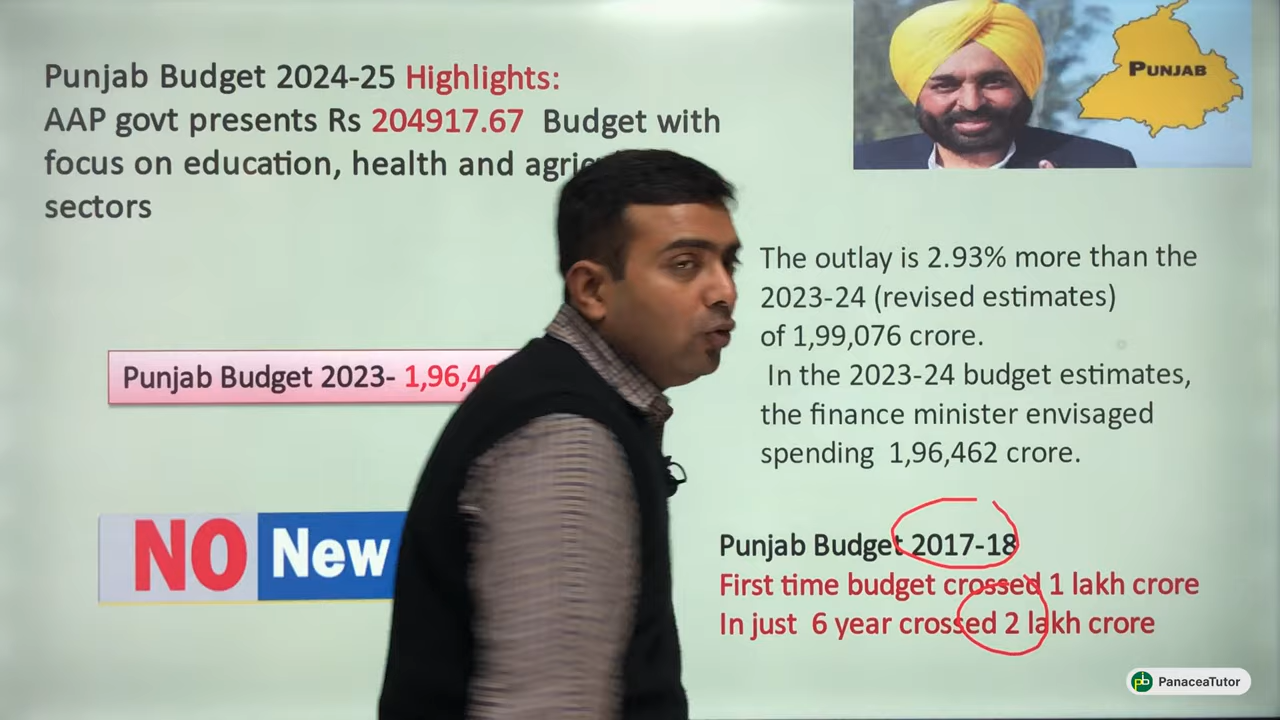 Punjab Budget 2024-25 Highlights:
AAP govt presents Rs 204917.67 Budget with
focus on education, health and
sectors
PUNJAB
The outlay is 2.93% more than the
2023-24 (revised estimates)
of 1,99,076 crore.
In the 2023-24 budget estimates,
the finance minister envisaged
spending 1,96,462 crore.
Punjab Budget 2023- 1,96,4
NO New
Punjab Budget 2017-18
First time budget crossed 1 lakh crore
In just 6 year crossed 2 lakh crore
pb PanaceaTutor